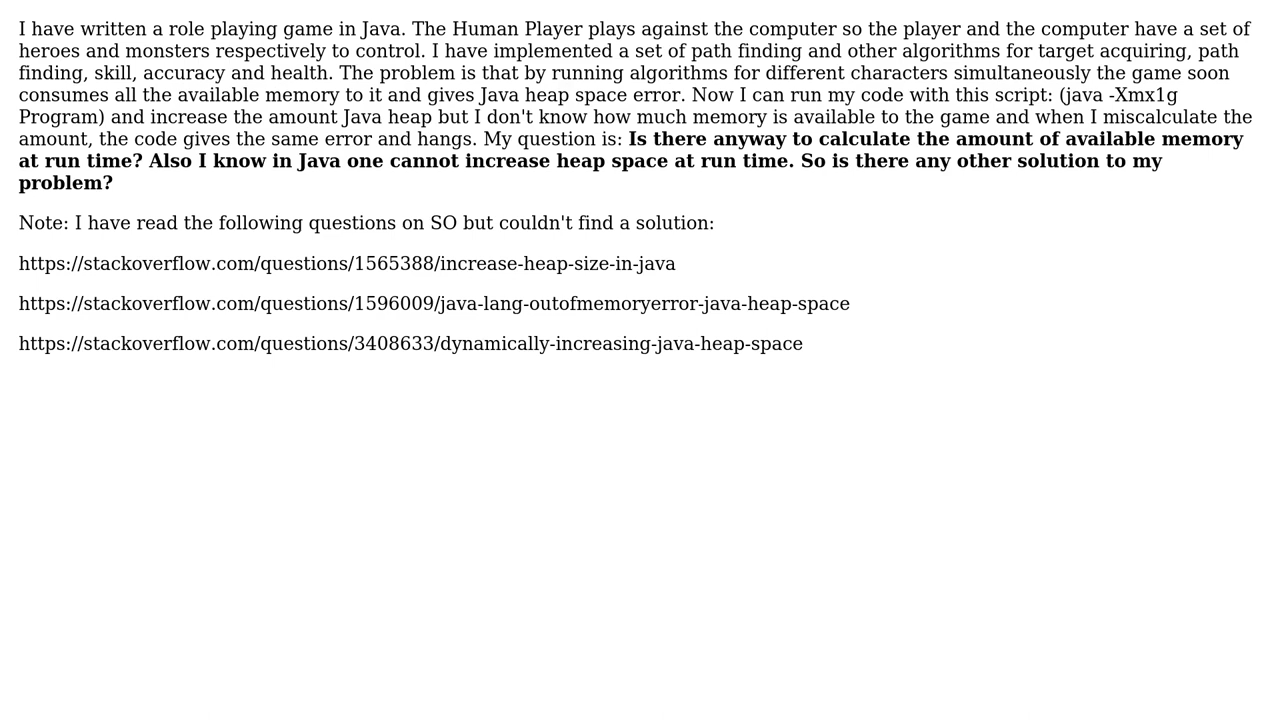 I have written a role playing game in Java. The Human Player plays against the computer so the player and the computer have a set of
heroes and monsters respectively to control. I have implemented a set of path finding and other algorithms for target acquiring, path
finding, skill, accuracy and health. The problem is that by running algorithms for different characters simultaneously the game soon
consumes all the available memory to it and gives Java heap space error. Now I can run my code with this script: (java -Xmx1g
Program) and increase the amount Java heap but I don't know how much memory is available to the game and when I miscalculate the
amount, the code gives the same error and hangs. My question is: Is there anyway to calculate the amount of available memory
at run time? Also I know in Java one cannot increase heap space at run time. So is there any other solution to my
problem?
Note: I have read the following questions on SO but couldn't find a solution:
https://stackoverflow.com/questions/1565388/increase-heap-size-in-java
https://stackoverflow.com/questions/1596009/java-lang-outofmemoryerror-java-heap-space
https://stackoverflow.com/questions/3408633/dynamically-increasing-java-heap-space